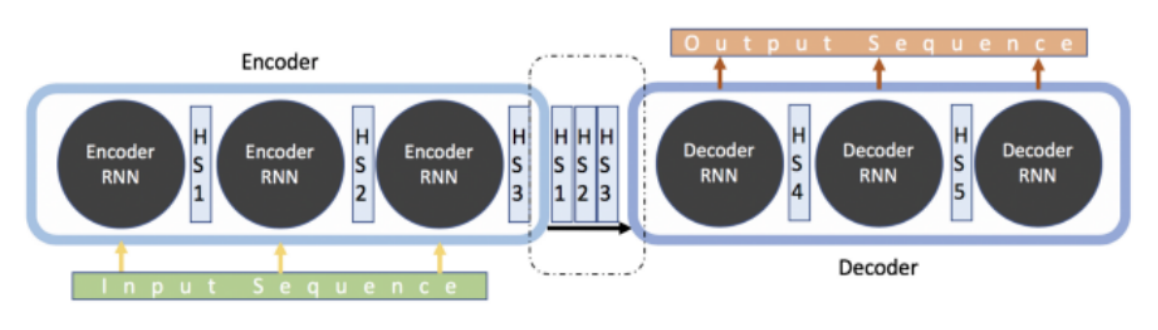 Output Sequence
Encoder
Encoder
RNN
HS1
Encoder
RNN
HS2
Encoder
RNN
HS3
HS1
HS2
HS3
Decoder
RNN
HS4
Decoder
RNN
HS5
Decoder
RNN
Decoder
Input Sequence